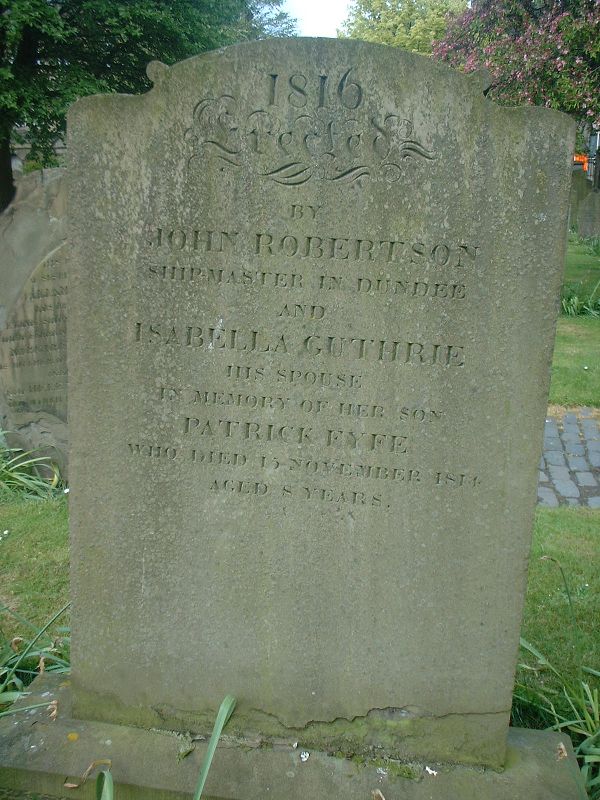 1816
Erected
BY
JOHN ROBERTSON
SHIPMASTER IN DUNDEE
AND
ISABELLA GUTHRIE
HIS SPOUSE
IN MEMORY OF HER SON
PATRICK FYFE
WHO DIED 15 NOVEMBER 1814
AGED 8 YEARS.